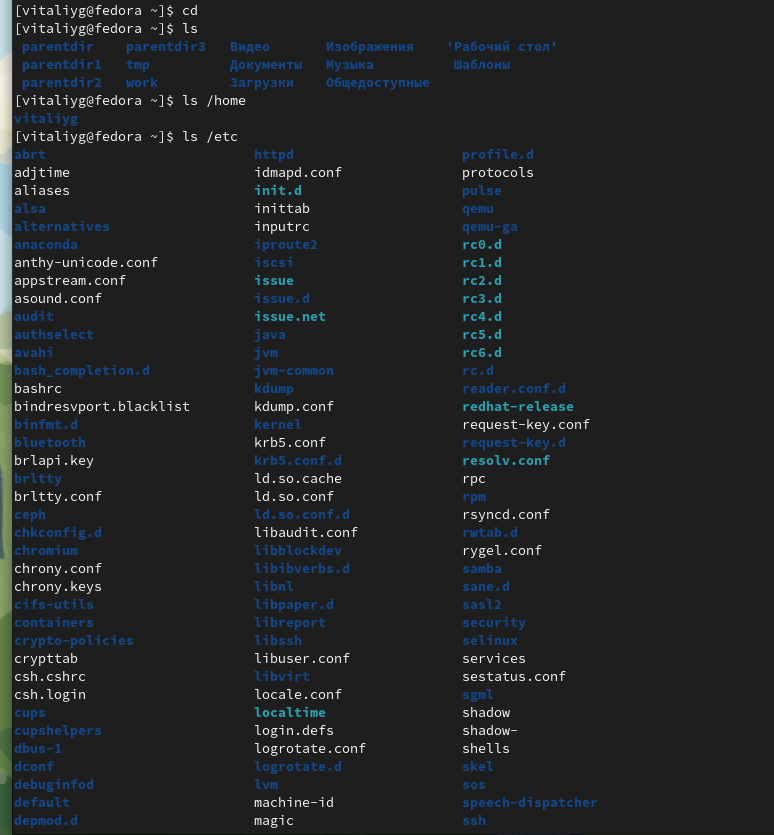 [vitaliyg@fedora ~]$ cd
[vitaliyg@fedora ~]$ ls
parentdir parentdir3 Видео Изображения 'Рабочий стол'
parentdir1 tmp Документы Музыка Шаблоны
parentdir2 work Загрузки Общедоступные
[vitaliyg@fedora ~]$ ls /home
vitaliyg
[vitaliyg@fedora ~]$ ls /etc
abrt httpd profile.d
adjtime idmapd.conf protocols
aliases init.d pulse
alsa inittab qemu
alternatives inputrc qemu-ga
anaconda iproute2 rc0.d
anthy-unicode.conf iscsi rc1.d
appstream.conf issue rc2.d
asound.conf issue.d rc3.d
audit issue.net rc4.d
authselect java rc5.d
avahi jvm rc6.d
bash_completion.d jvm-common rc.d
bashrc kdump reader.conf.d
bindresvport.blacklist kdump.conf redhat-release
binfmt.d kernel request-key.conf
bluetooth krb5.conf request-key.d
brlapi.key krb5.conf.d resolv.conf
brltty ld.so.cache rpc
brltty.conf ld.so.conf rpm
ceph ld.so.conf.d rsyncd.conf
chkconfig.d libaudit.conf rwtab.d
chromium libblockdev rygel.conf
chrony.conf libibverbs.d samba
chrony.keys libnl sane.d
cifs-utils libpaper.d sasl2
containers libreport security
crypto-policies libssh selinux
crypttab libuser.conf services
csh.cshrc libvirt sestatus.conf
csh.login locale.conf sgml
cups localtime shadow
cupshelpers login.defs shadow-
dbus-1 logrotate.conf shells
dconf logrotate.d skel
debuginfod lvm sos
default machine-id speech-dispatcher
depmod.d magic ssh